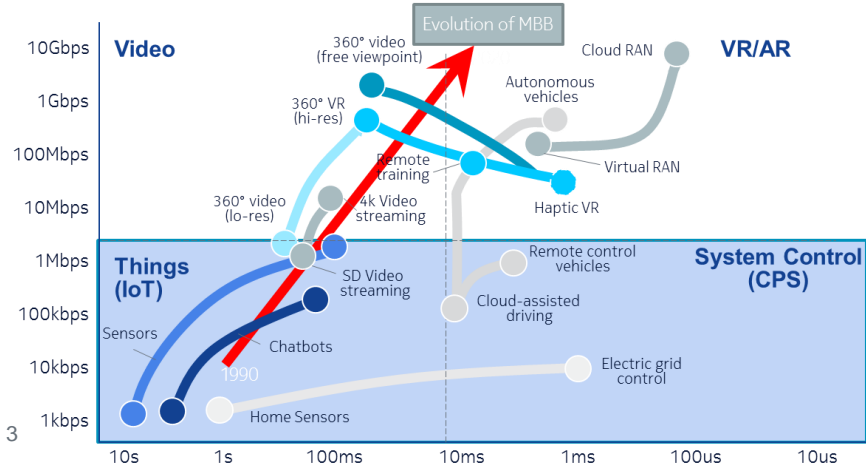 Evolution of MBB
10Gbps
Video
360° video
(free viewpoint)
Cloud RAN
VR/AR
1Gbps
360° VR
(hi-res)
Autonomous
vehicles
100Mbps
Remote
training
Virtual RAN
10Mbps
360° video
(lo-res)
4k Video
streaming
Haptic VR
1Mbps
Things
(IoT)
SD Video
streaming
Remote control
vehicles
System Control
(CPS)
100kbps
Cloud-assisted
driving
Sensors
Chatbots
10kbps
1990
Electric grid
control
1kbps
Home Sensors
3
10s
1s
100ms
10ms
1ms
100us
10us